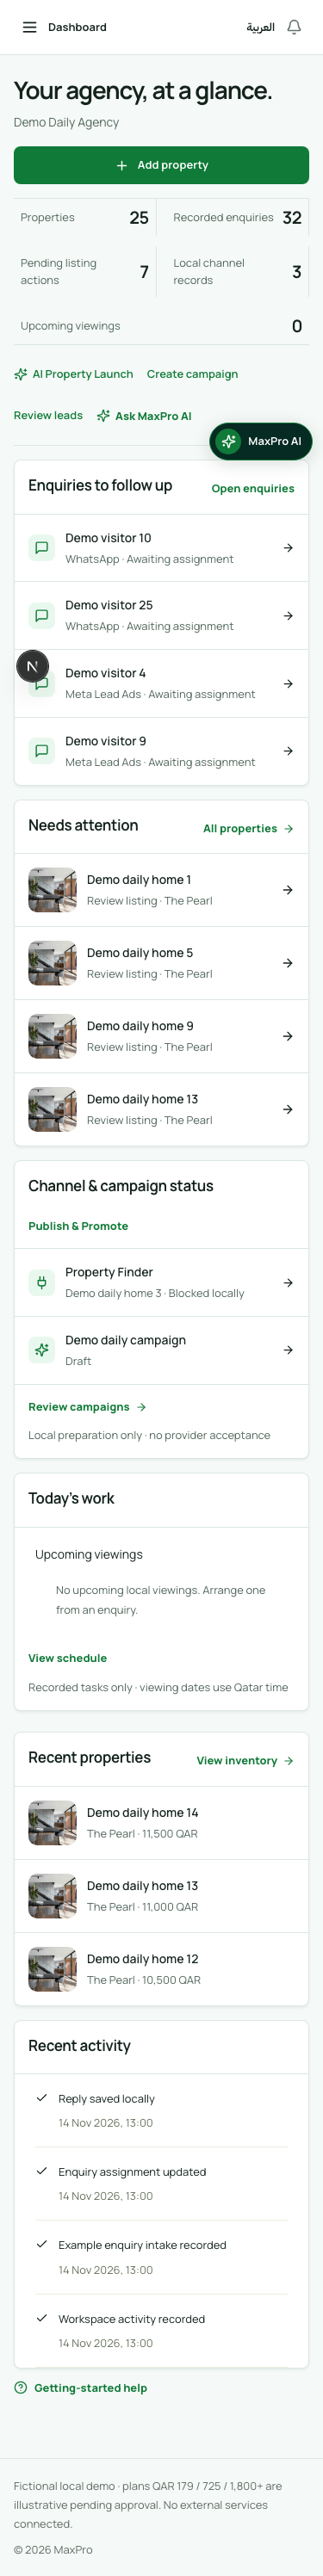 Dashboard
العربية
Your agency, at a glance.
Demo Daily Agency
Add property
Properties 25
Recorded enquiries 32
Pending listing
actions 7
Local channel
records 3
Upcoming viewings 0
AI Property Launch
Create campaign
Review leads
Ask MaxPro AI
MaxPro AI
Enquiries to follow up
Open enquiries
Demo visitor 10
WhatsApp · Awaiting assignment
Demo visitor 25
WhatsApp · Awaiting assignment
N
Demo visitor 4
Meta Lead Ads · Awaiting assignment
Demo visitor 9
Meta Lead Ads · Awaiting assignment
Needs attention
All properties
Demo daily home 1
Review listing · The Pearl
Demo daily home 5
Review listing · The Pearl
Demo daily home 9
Review listing · The Pearl
Demo daily home 13
Review listing · The Pearl
Channel & campaign status
Publish & Promote
Property Finder
Demo daily home 3 · Blocked locally
Demo daily campaign
Draft
Review campaigns
Local preparation only · no provider acceptance
Today's work
Upcoming viewings
No upcoming local viewings. Arrange one
from an enquiry.
View schedule
Recorded tasks only · viewing dates use Qatar time
Recent properties
View inventory
Demo daily home 14
The Pearl · 11,500 QAR
Demo daily home 13
The Pearl · 11,000 QAR
Demo daily home 12
The Pearl · 10,500 QAR
Recent activity
Reply saved locally
14 Nov 2026, 13:00
Enquiry assignment updated
14 Nov 2026, 13:00
Example enquiry intake recorded
14 Nov 2026, 13:00
Workspace activity recorded
14 Nov 2026, 13:00
Getting-started help
Fictional local demo · plans QAR 179 / 725 / 1,800+ are
illustrative pending approval. No external services
connected.
© 2026 MaxPro